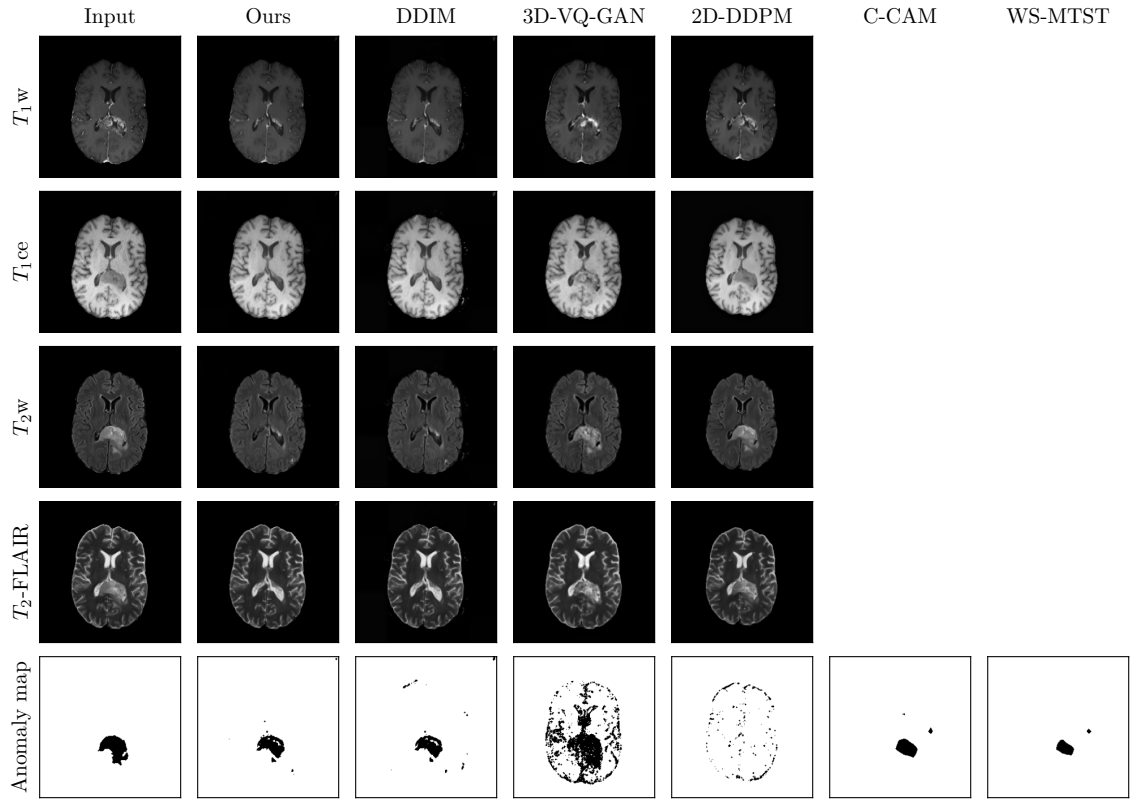 Input Ours DDIM 3D-VQ-GAN 2D-DDPM C-CAM WS-MTST
T₁w
T₁ce
T₂w
T₂-FLAIR
Anomaly map